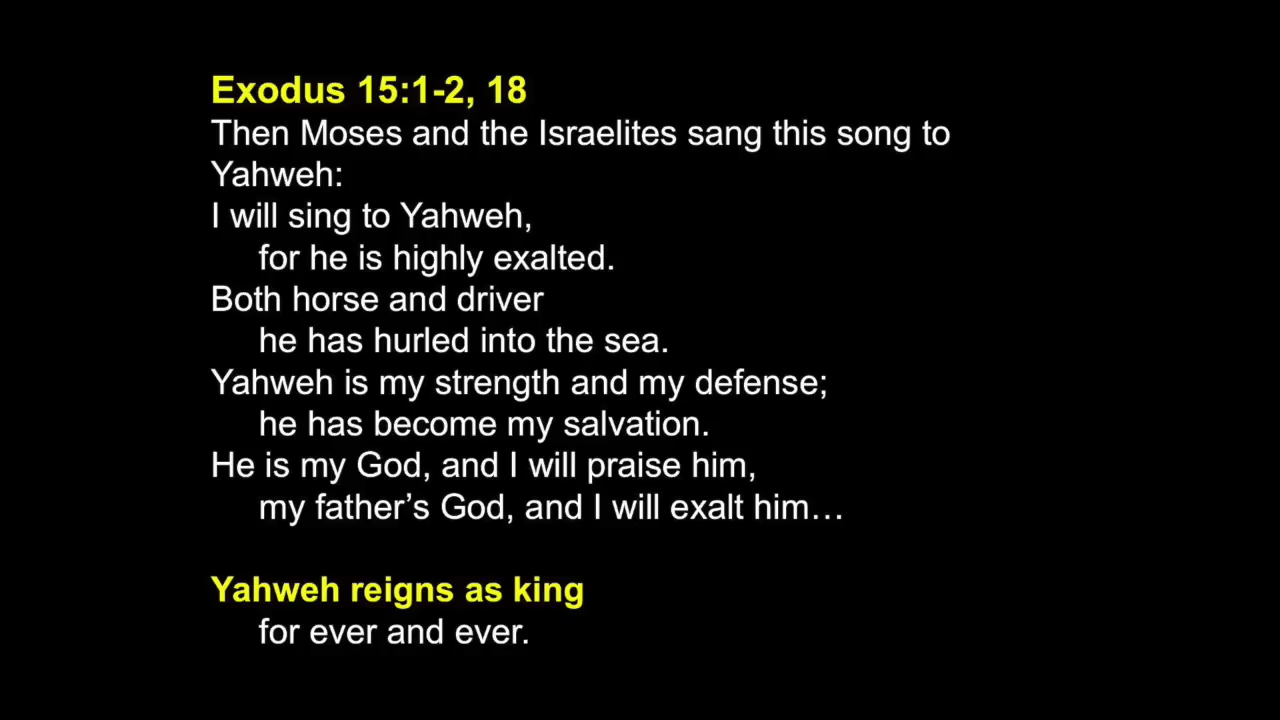 Exodus 15:1-2, 18
Then Moses and the Israelites sang this song to
Yahweh:
I will sing to Yahweh,
for he is highly exalted.
Both horse and driver
he has hurled into the sea.
Yahweh is my strength and my defense;
he has become my salvation.
He is my God, and I will praise him,
my father’s God, and I will exalt him…
Yahweh reigns as king
for ever and ever.